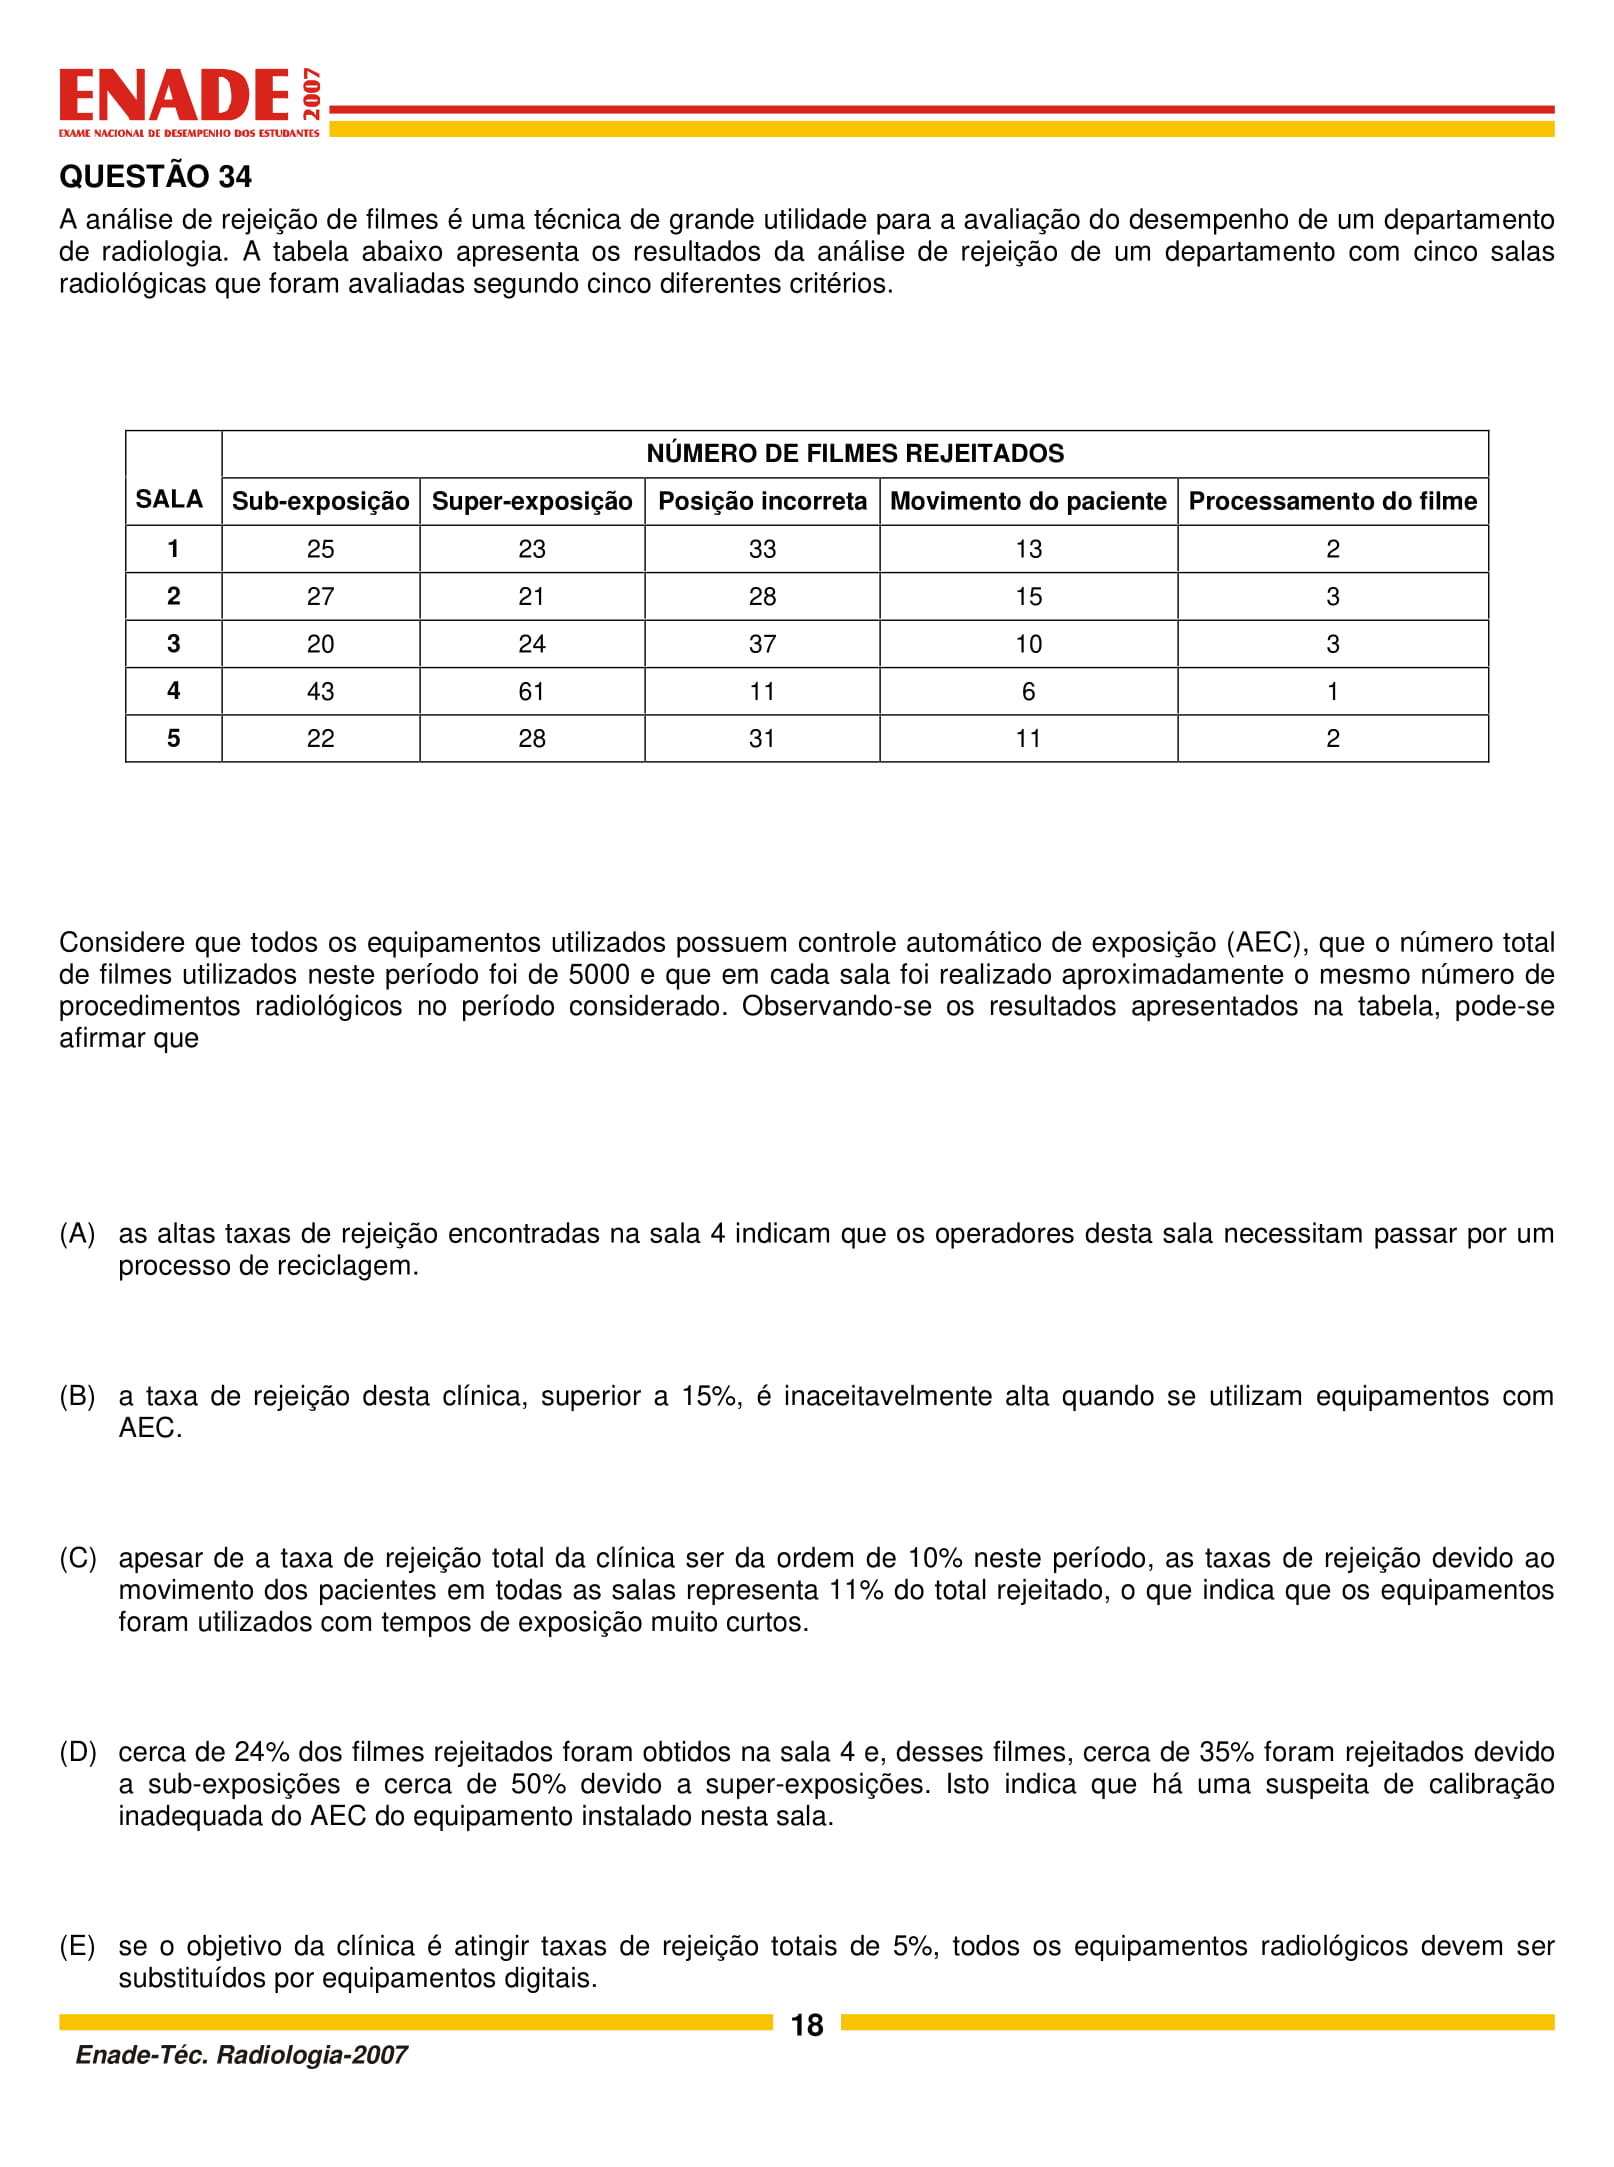 ENADE 2007
EXAME NACIONAL DE DESEMPENHO DOS ESTUDANTES
QUESTÃO 34
A análise de rejeição de filmes é uma técnica de grande utilidade para a avaliação do desempenho de um departamento
de radiologia. A tabela abaixo apresenta os resultados da análise de rejeição de um departamento com cinco salas
radiológicas que foram avaliadas segundo cinco diferentes critérios.
NÚMERO DE FILMES REJEITADOS
SALA Sub-exposição Super-exposição Posição incorreta Movimento do paciente Processamento do filme
1 25 23 33 13 2
2 27 21 28 15 3
3 20 24 37 10 3
4 43 61 11 6 1
5 22 28 31 11 2
Considere que todos os equipamentos utilizados possuem controle automático de exposição (AEC), que o número total
de filmes utilizados neste período foi de 5000 e que em cada sala foi realizado aproximadamente o mesmo número de
procedimentos radiológicos no período considerado. Observando-se os resultados apresentados na tabela, pode-se
afirmar que
(A) as altas taxas de rejeição encontradas na sala 4 indicam que os operadores desta sala necessitam passar por um
processo de reciclagem.
(B) a taxa de rejeição desta clínica, superior a 15%, é inaceitavelmente alta quando se utilizam equipamentos com
AEC.
(C) apesar de a taxa de rejeição total da clínica ser da ordem de 10% neste período, as taxas de rejeição devido ao
movimento dos pacientes em todas as salas representa 11% do total rejeitado, o que indica que os equipamentos
foram utilizados com tempos de exposição muito curtos.
(D) cerca de 24% dos filmes rejeitados foram obtidos na sala 4 e, desses filmes, cerca de 35% foram rejeitados devido
a sub-exposições e cerca de 50% devido a super-exposições. Isto indica que há uma suspeita de calibração
inadequada do AEC do equipamento instalado nesta sala.
(E) se o objetivo da clínica é atingir taxas de rejeição totais de 5%, todos os equipamentos radiológicos devem ser
substituídos por equipamentos digitais.
18
Enade-Téc. Radiologia-2007